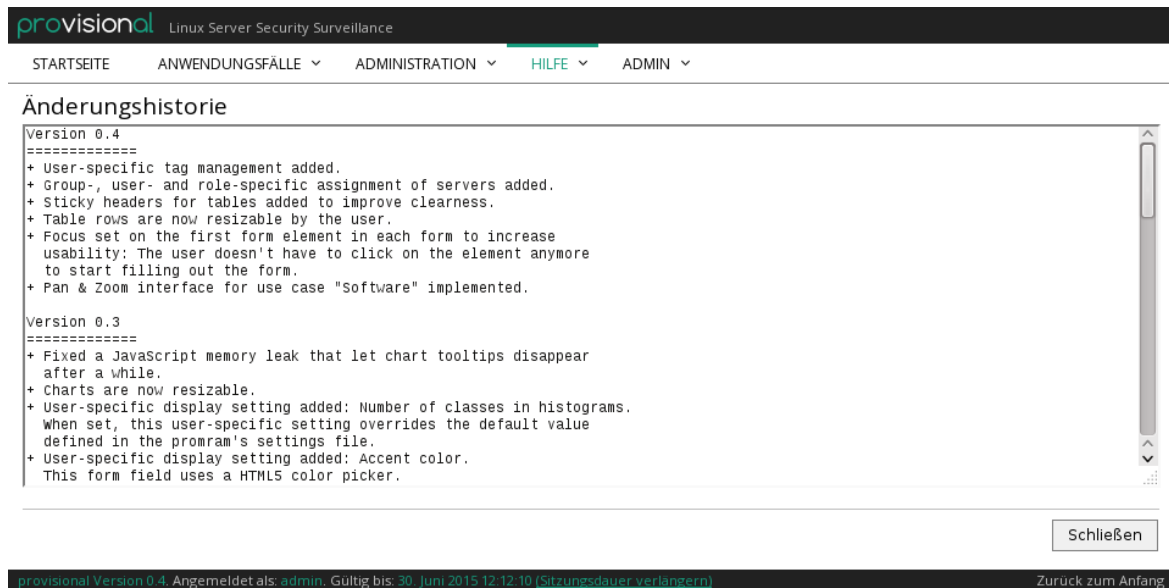 provisional Linux Server Security Surveillance
STARTSEITE ANWENDUNGSFÄLLE ADMINISTRATION HILFE ADMIN
Änderungshistorie
Version 0.4
=============
+ User-specific tag management added.
+ Group-, user- and role-specific assignment of servers added.
+ Sticky headers for tables added to improve clearness.
+ Table rows are now resizable by the user.
+ Focus set on the first form element in each form to increase
usability: The user doesn't have to click on the element anymore
to start filling out the form.
+ Pan & Zoom interface for use case "Software" implemented.
Version 0.3
=============
+ Fixed a JavaScript memory leak that let chart tooltips disappear
after a while.
+ Charts are now resizable.
+ User-specific display setting added: Number of classes in histograms.
When set, this user-specific setting overrides the default value
defined in the promram's settings file.
+ User-specific display setting added: Accent color.
This form field uses a HTML5 color picker.
Schließen
provisional Version 0.4. Angemeldet als: admin. Gültig bis: 30. Juni 2015 12:12:10 (Sitzungsdauer verlängern) Zurück zum Anfang